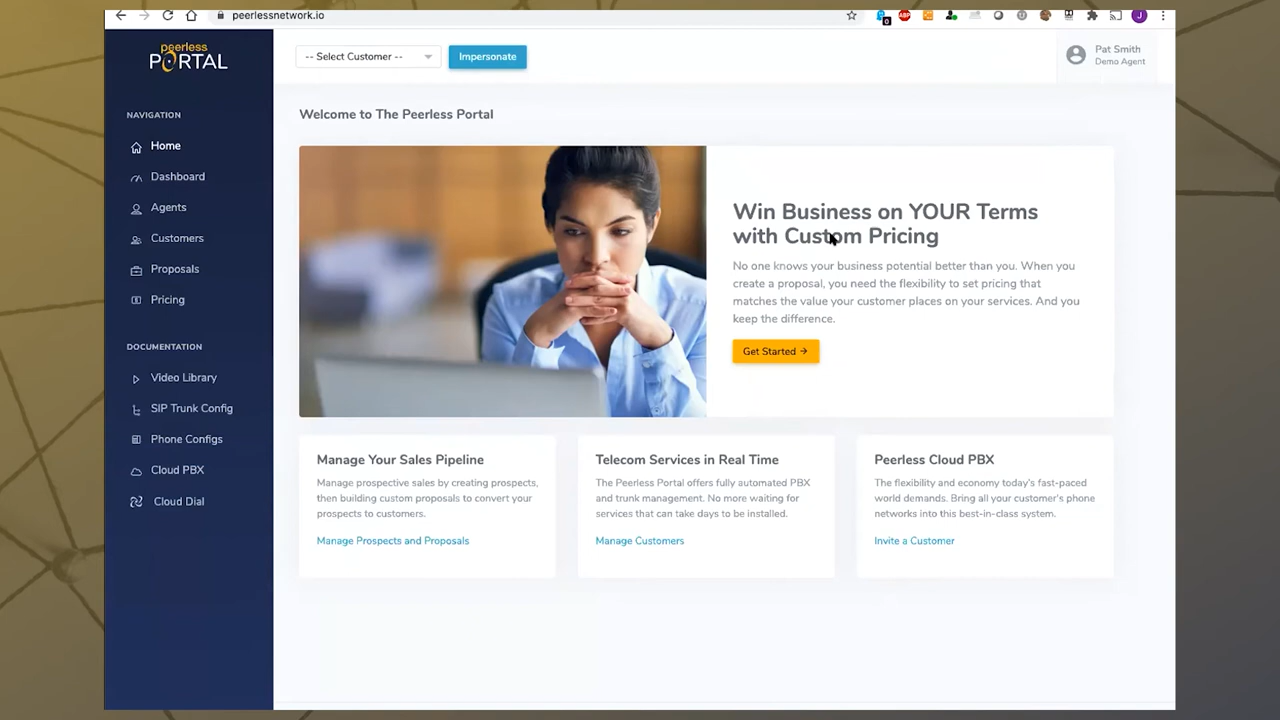 peerlessnetwork.io
ABP
0
J
peerless
PORTAL
-- Select Customer --
Impersonate
Pat Smith
Demo Agent
NAVIGATION
Home
Dashboard
Agents
Customers
Proposals
Pricing
DOCUMENTATION
Video Library
SIP Trunk Config
Phone Configs
Cloud PBX
Cloud Dial
Welcome to The Peerless Portal
Win Business on YOUR Terms
with Custom Pricing
No one knows your business potential better than you. When you
create a proposal, you need the flexibility to set pricing that
matches the value your customer places on your services. And you
keep the difference.
Get Started →
Manage Your Sales Pipeline
Manage prospective sales by creating prospects,
then building custom proposals to convert your
prospects to customers.
Manage Prospects and Proposals
Telecom Services in Real Time
The Peerless Portal offers fully automated PBX
and trunk management. No more waiting for
services that can take days to be installed.
Manage Customers
Peerless Cloud PBX
The flexibility and economy today's fast-paced
world demands. Bring all your customer's phone
networks into this best-in-class system.
Invite a Customer